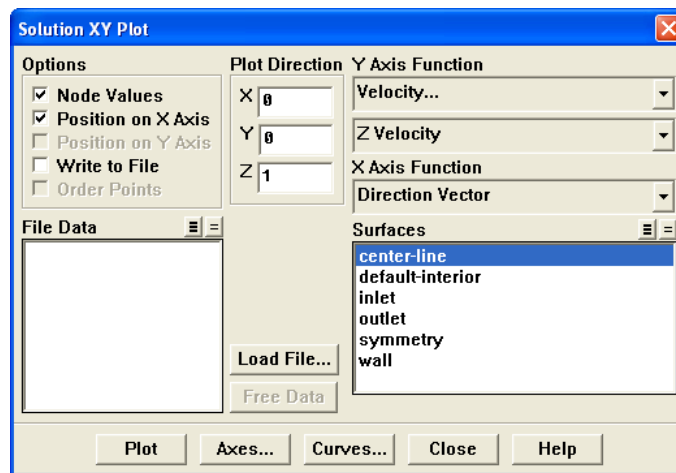 Solution XY Plot
Options
Node Values
Position on X Axis
Position on Y Axis
Write to File
Order Points
Plot Direction
X 0
Y 0
Z 1
Y Axis Function
Velocity...
Z Velocity
X Axis Function
Direction Vector
File Data
Load File...
Free Data
Surfaces
center-line
default-interior
inlet
outlet
symmetry
wall
Plot
Axes...
Curves...
Close
Help